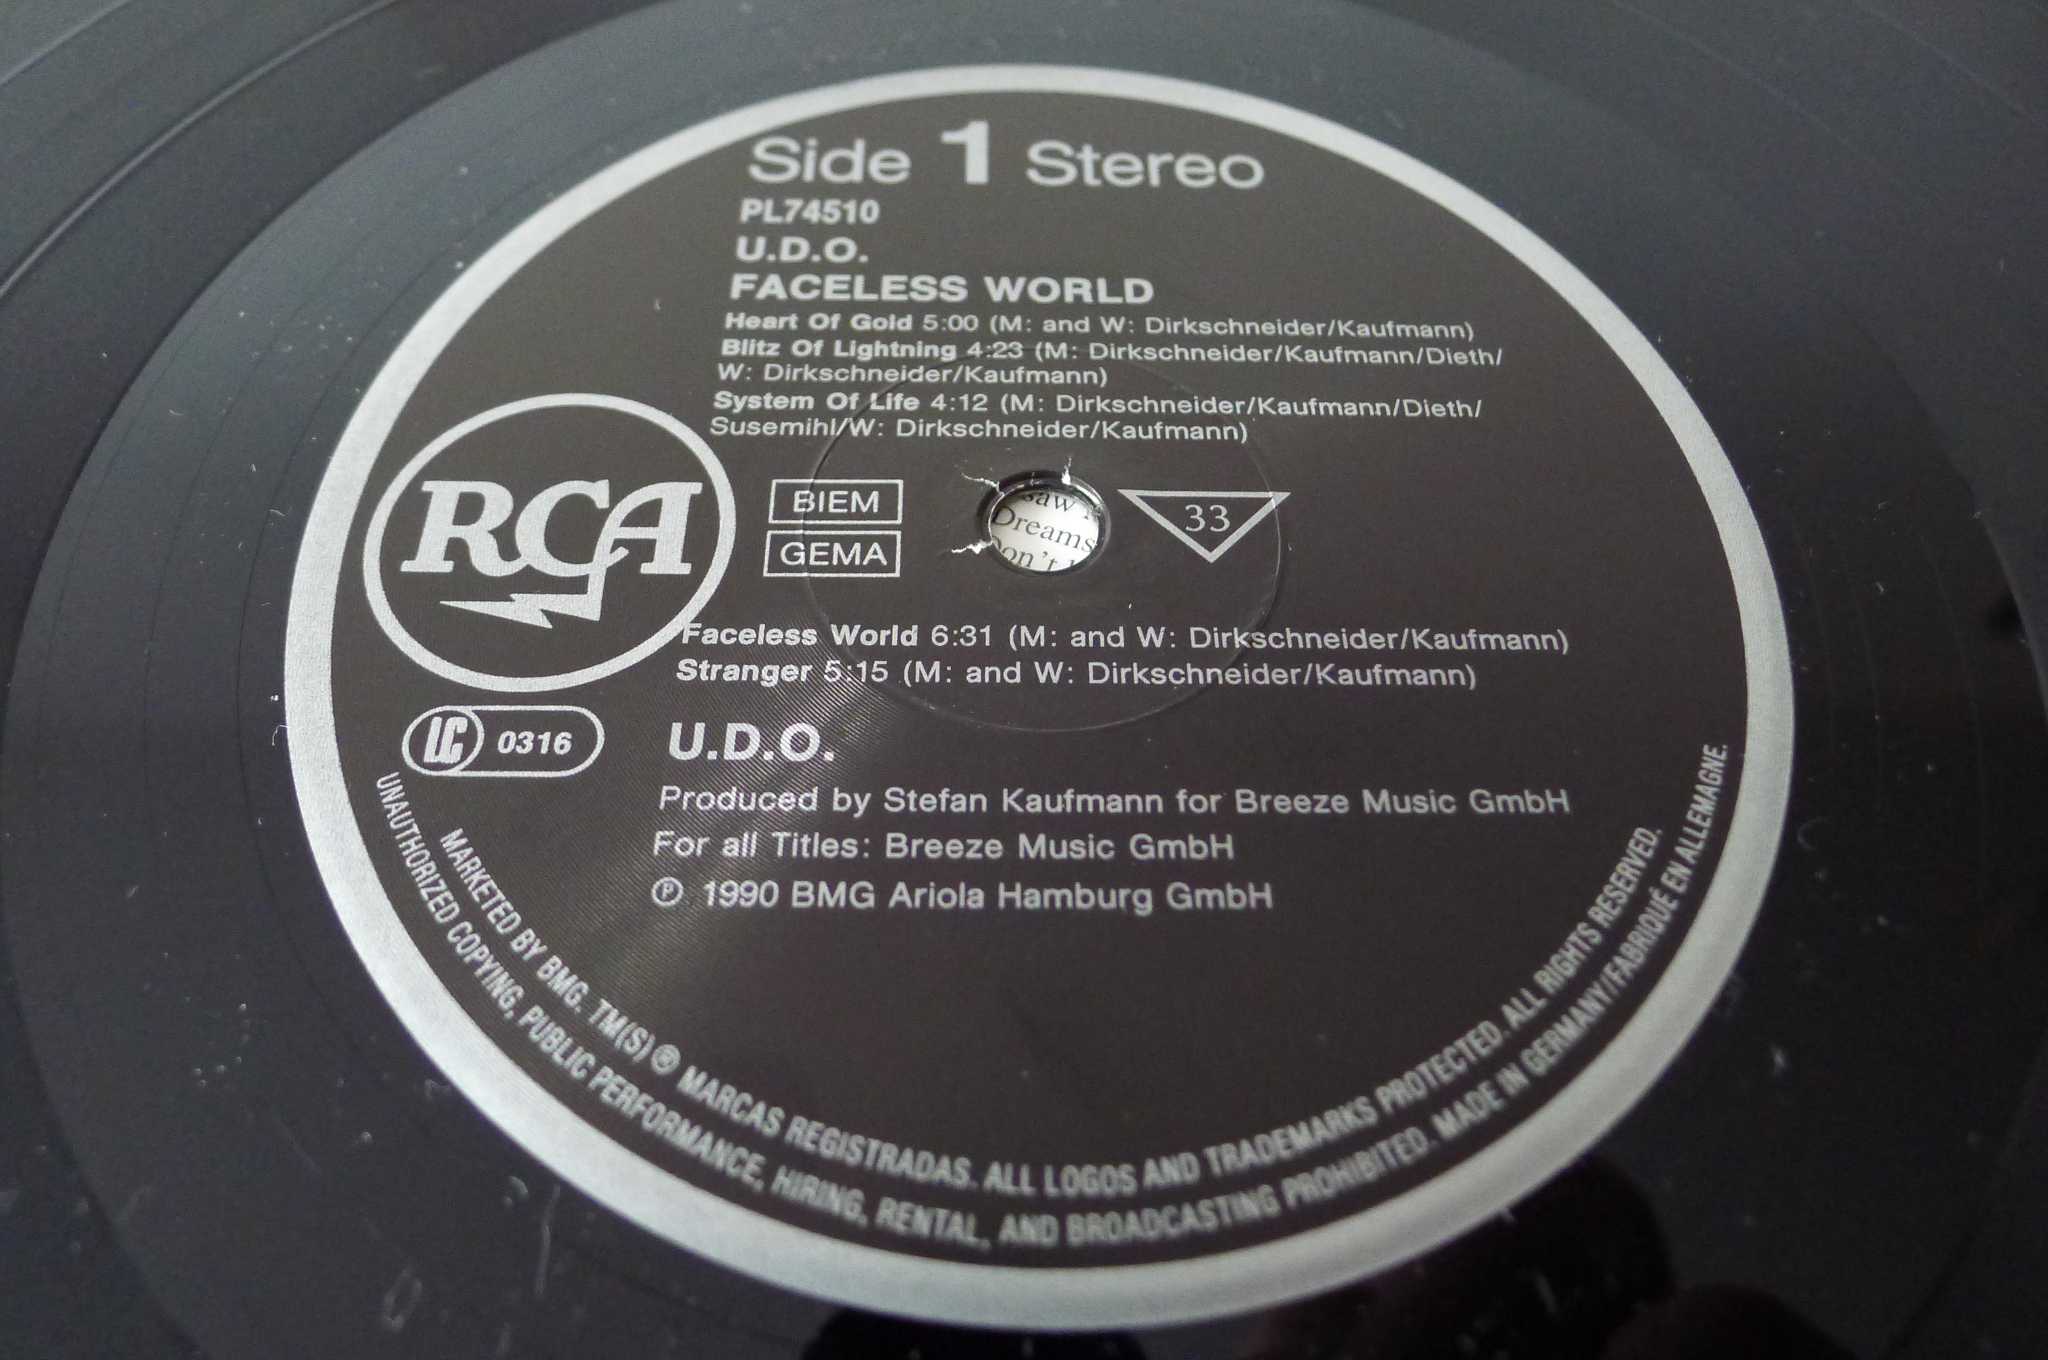 Side 1 Stereo
PL74510
U.D.O.
FACELESS WORLD
Heart Of Gold 5:00 (M: and W: Dirkschneider/Kaufmann)
Blitz Of Lightning 4:23 (M: Dirkschneider/Kaufmann/Dieth/
W: Dirkschneider/Kaufmann)
System Of Life 4:12 (M: Dirkschneider/Kaufmann/Dieth/
Susemihl/W: Dirkschneider/Kaufmann)
RCA
BIEM
GEMA
saw
Dreams
Don't
33
Faceless World 6:31 (M: and W: Dirkschneider/Kaufmann)
Stranger 5:15 (M: and W: Dirkschneider/Kaufmann)
LC 0316
U.D.O.
Produced by Stefan Kaufmann for Breeze Music GmbH
For all Titles: Breeze Music GmbH
℗ 1990 BMG Ariola Hamburg GmbH
MARKETED BY BMG. TM(S) ® MARCAS REGISTRADAS. ALL LOGOS AND TRADEMARKS PROTECTED. ALL RIGHTS RESERVED.
UNAUTHORIZED COPYING, PUBLIC PERFORMANCE, HIRING, RENTAL, AND BROADCASTING PROHIBITED. MADE IN GERMANY/FABRIQUÉ EN ALLEMAGNE.